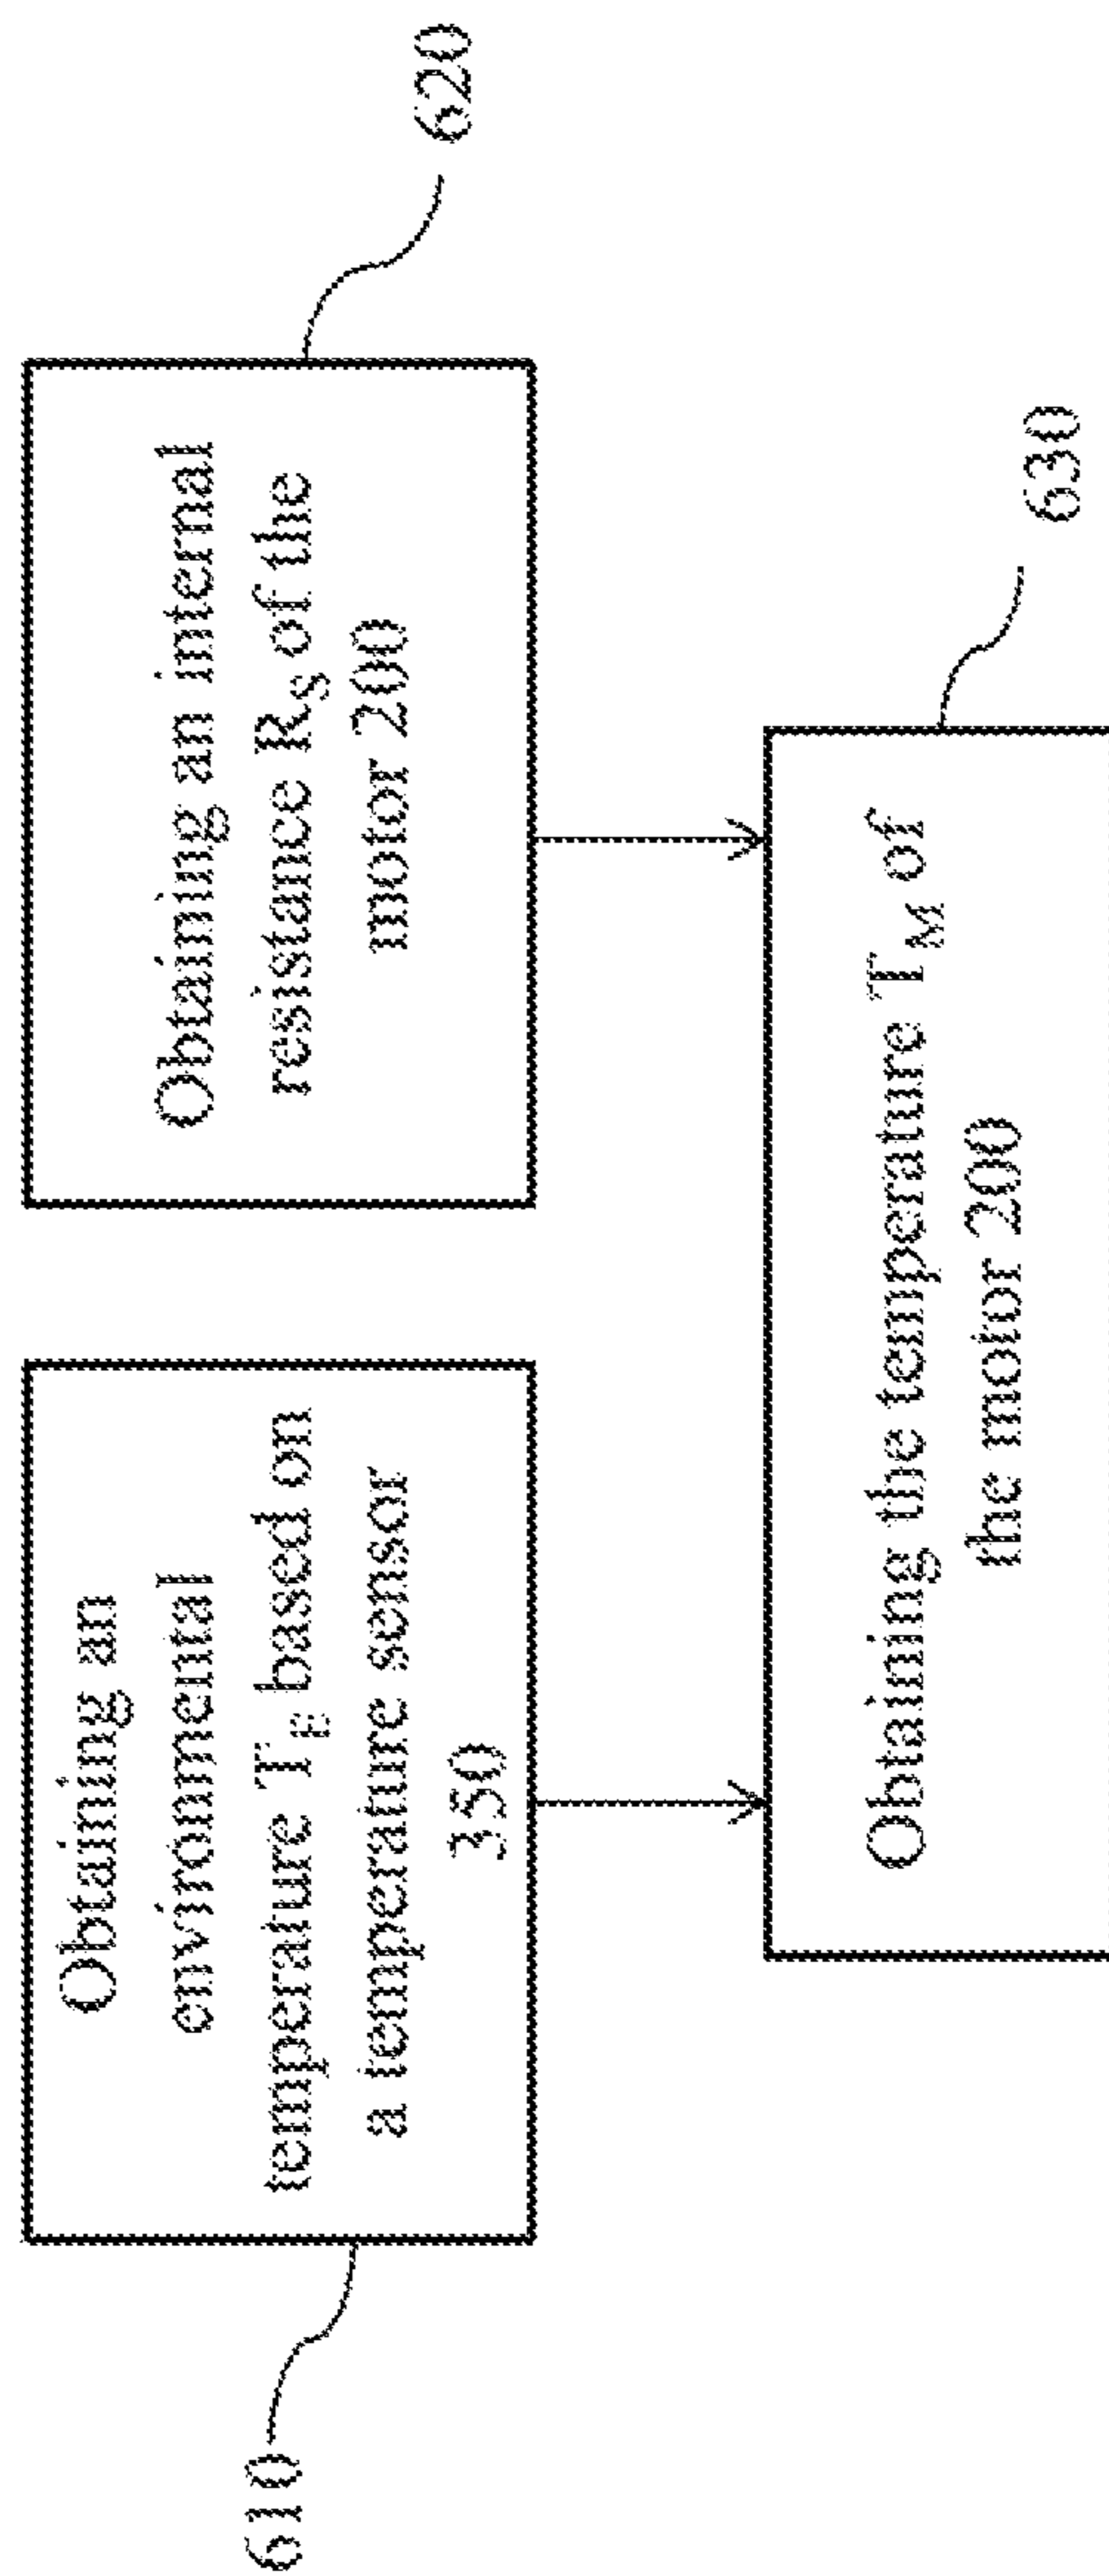 Obtaining an
environmental
temperature T_E based on
a temperature sensor
350
610
Obtaining an internal
resistance R_S of the
motor 200
620
Obtaining the temperature T_M of
the motor 200
630